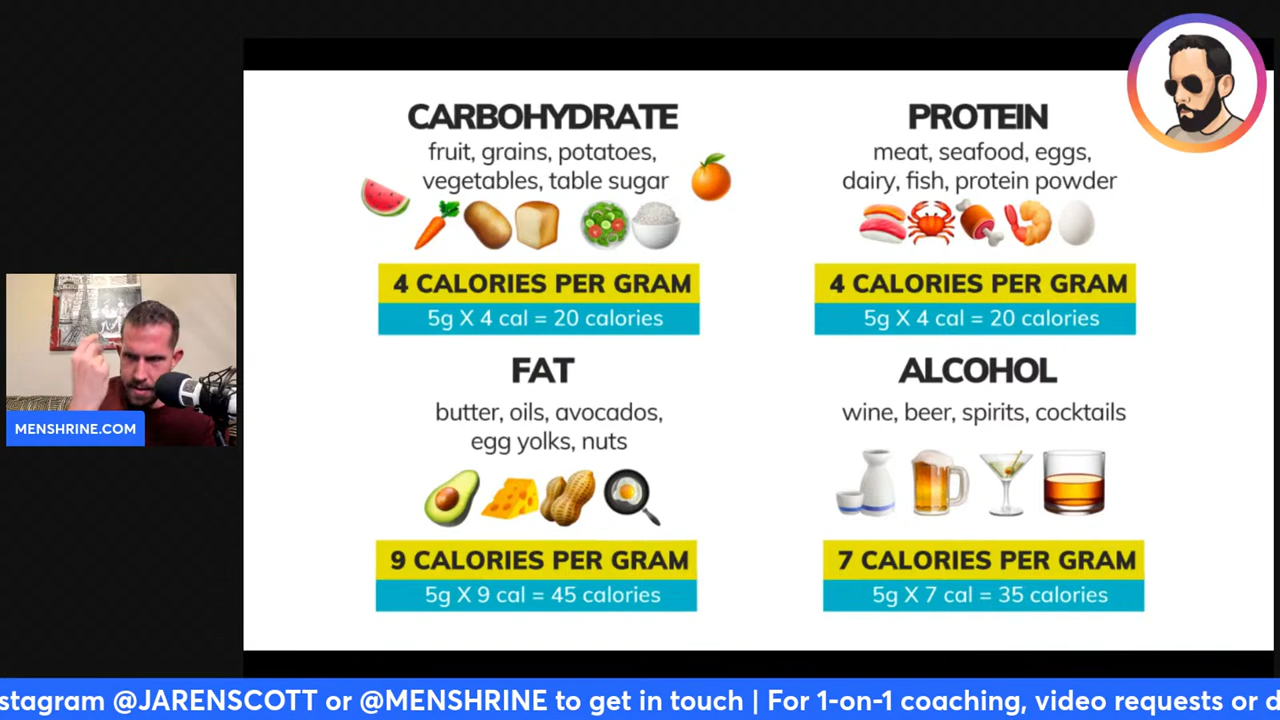 CARBOHYDRATE
fruit, grains, potatoes,
vegetables, table sugar
4 CALORIES PER GRAM
5g X 4 cal = 20 calories
PROTEIN
meat, seafood, eggs,
dairy, fish, protein powder
4 CALORIES PER GRAM
5g X 4 cal = 20 calories
FAT
butter, oils, avocados,
egg yolks, nuts
9 CALORIES PER GRAM
5g X 9 cal = 45 calories
ALCOHOL
wine, beer, spirits, cocktails
7 CALORIES PER GRAM
5g X 7 cal = 35 calories
MENSHRINE.COM
stagram @JARENSCOTT or @MENSHRINE to get in touch | For 1-on-1 coaching, video requests or d